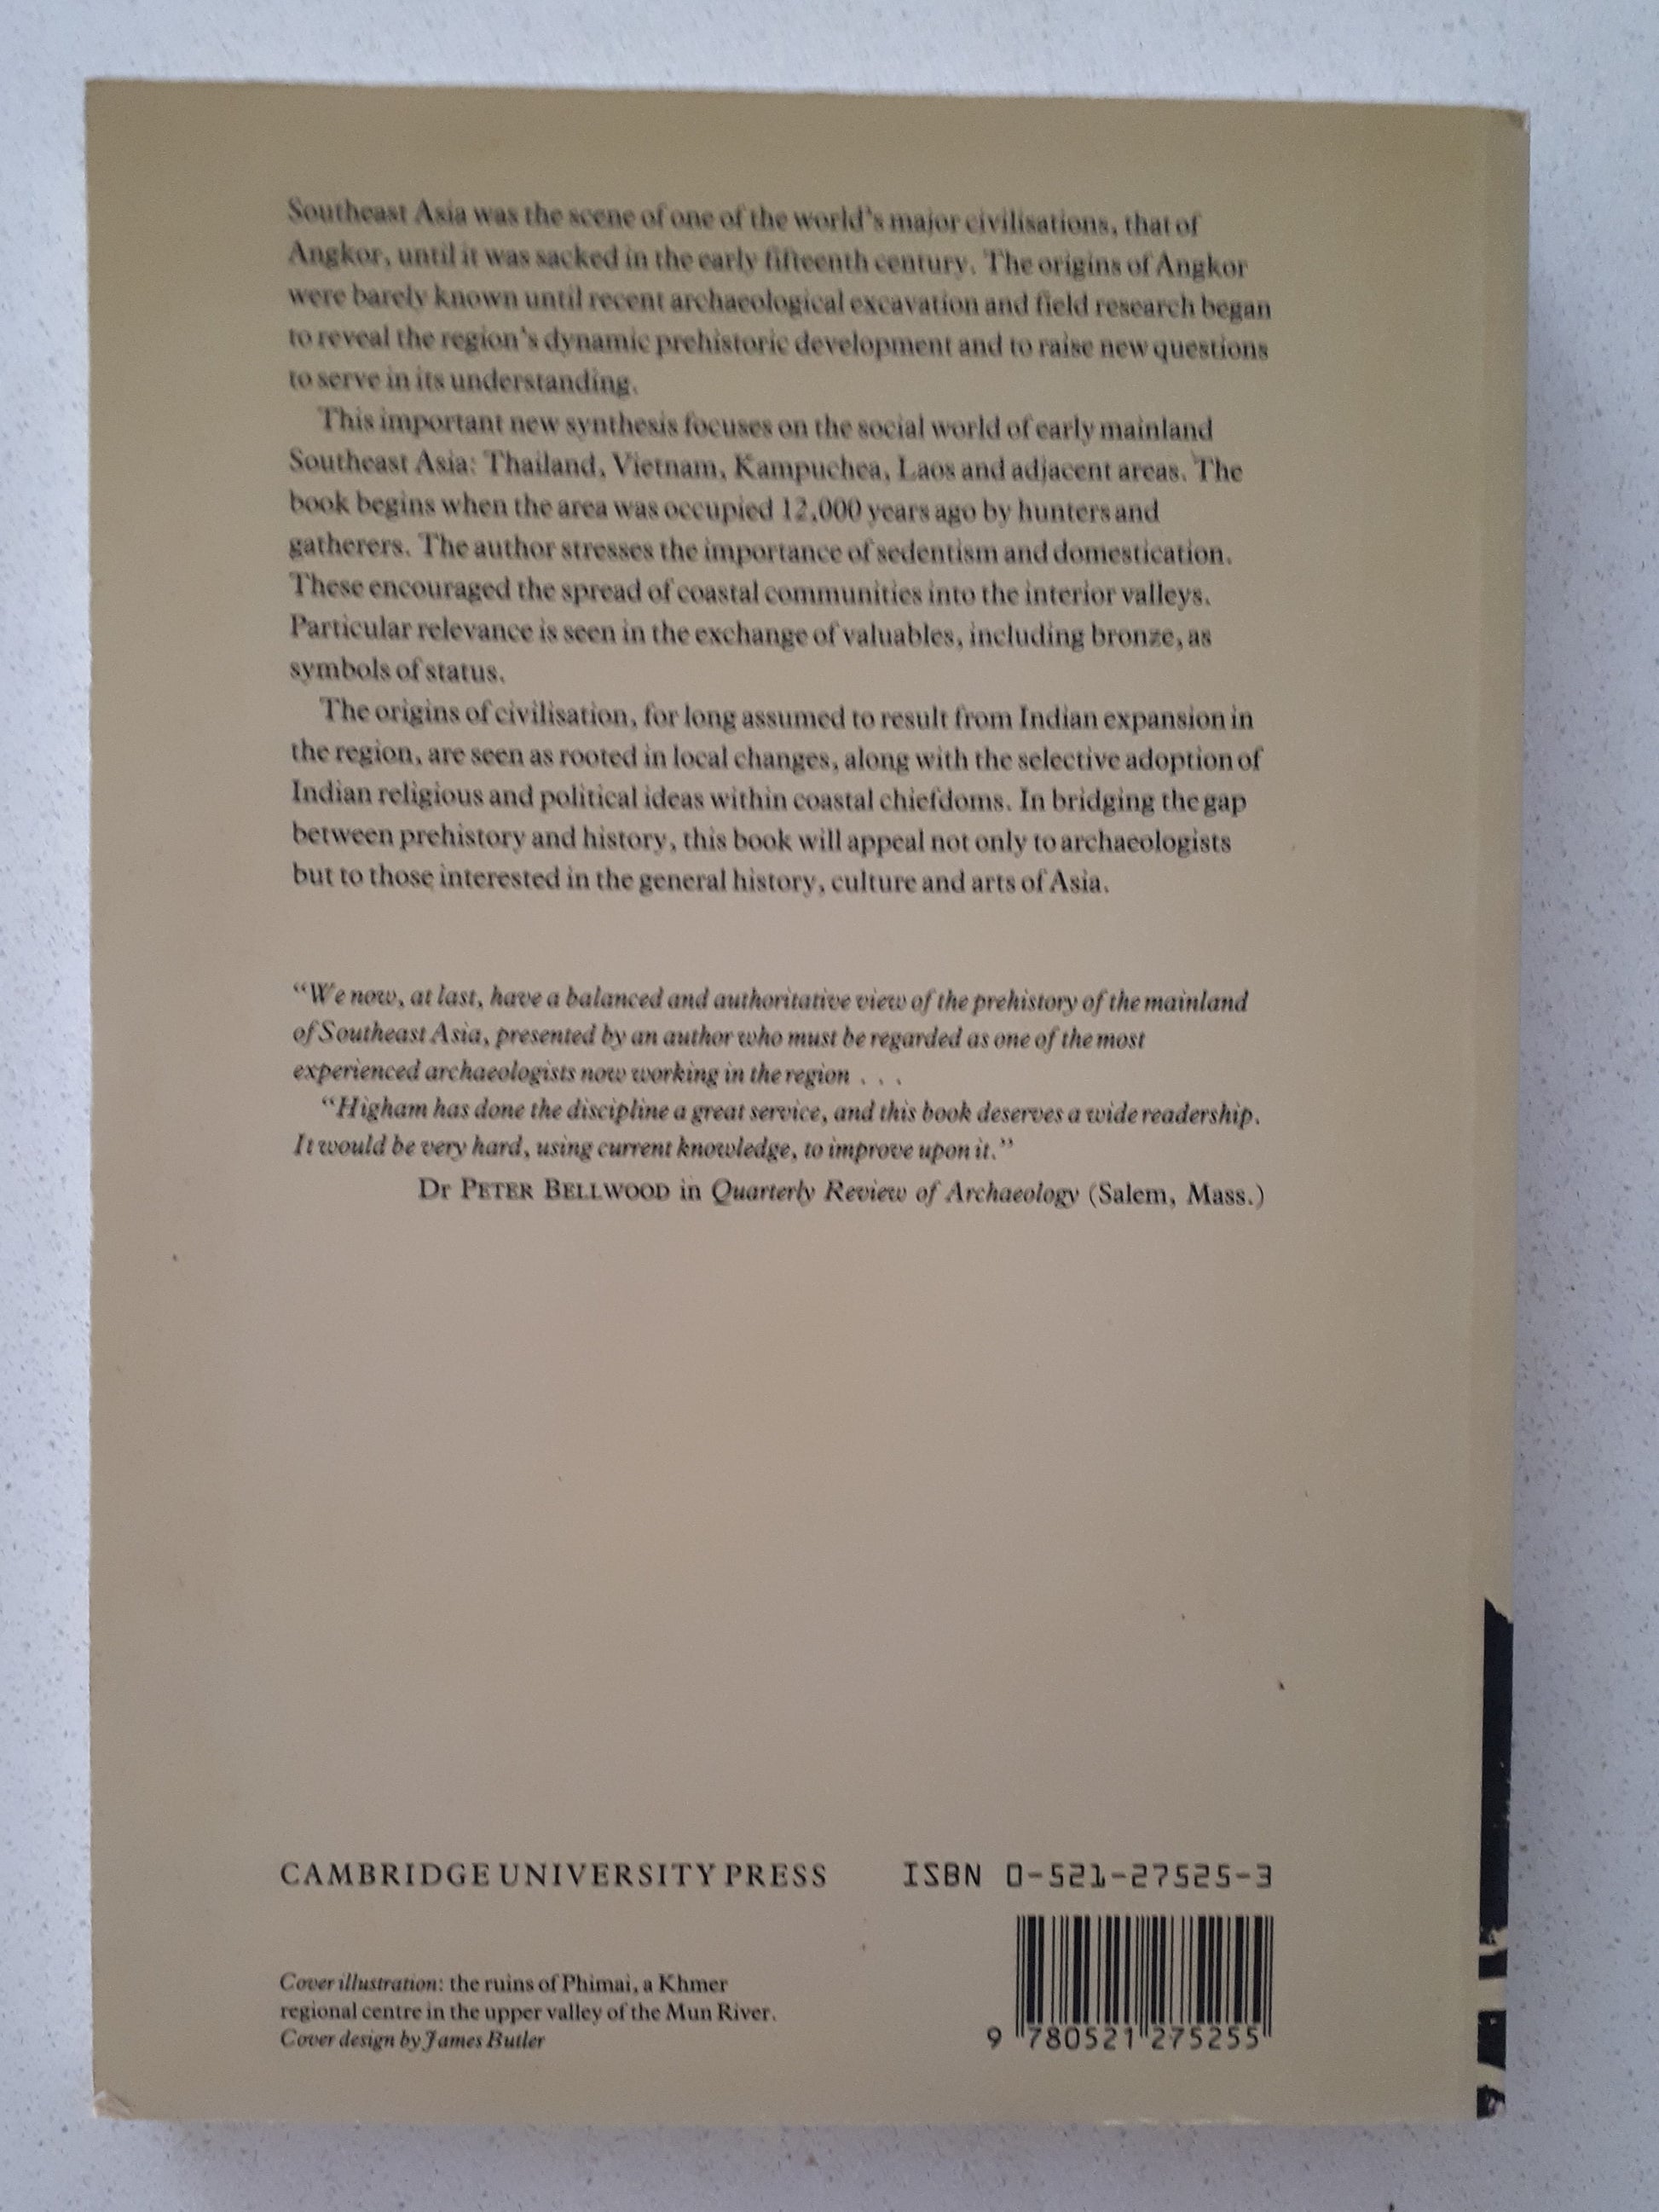 Southeast Asia was the scene of one of the world's major civilisations, that of
Angkor, until it was sacked in the early fifteenth century. The origins of Angkor
were barely known until recent archaeological excavation and field research began
to reveal the region's dynamic prehistoric development and to raise new questions
to serve in its understanding.
This important new synthesis focuses on the social world of early mainland
Southeast Asia: Thailand, Vietnam, Kampuchea, Laos and adjacent areas. The
book begins when the area was occupied 12,000 years ago by hunters and
gatherers. The author stresses the importance of sedentism and domestication.
These encouraged the spread of coastal communities into the interior valleys.
Particular relevance is seen in the exchange of valuables, including bronze, as
symbols of status.
The origins of civilisation, for long assumed to result from Indian expansion in
the region, are seen as rooted in local changes, along with the selective adoption of
Indian religious and political ideas within coastal chiefdoms. In bridging the gap
between prehistory and history, this book will appeal not only to archaeologists
but to those interested in the general history, culture and arts of Asia.
"We now, at last, have a balanced and authoritative view of the prehistory of the mainland
of Southeast Asia, presented by an author who must be regarded as one of the most
experienced archaeologists now working in the region . . .
"Higham has done the discipline a great service, and this book deserves a wide readership.
It would be very hard, using current knowledge, to improve upon it."
Dr PETER BELLWOOD in Quarterly Review of Archaeology (Salem, Mass.)
CAMBRIDGE UNIVERSITY PRESS
ISBN 0-521-27525-3
Cover illustration: the ruins of Phimai, a Khmer
regional centre in the upper valley of the Mun River.
Cover design by James Butler
9 780521 275255